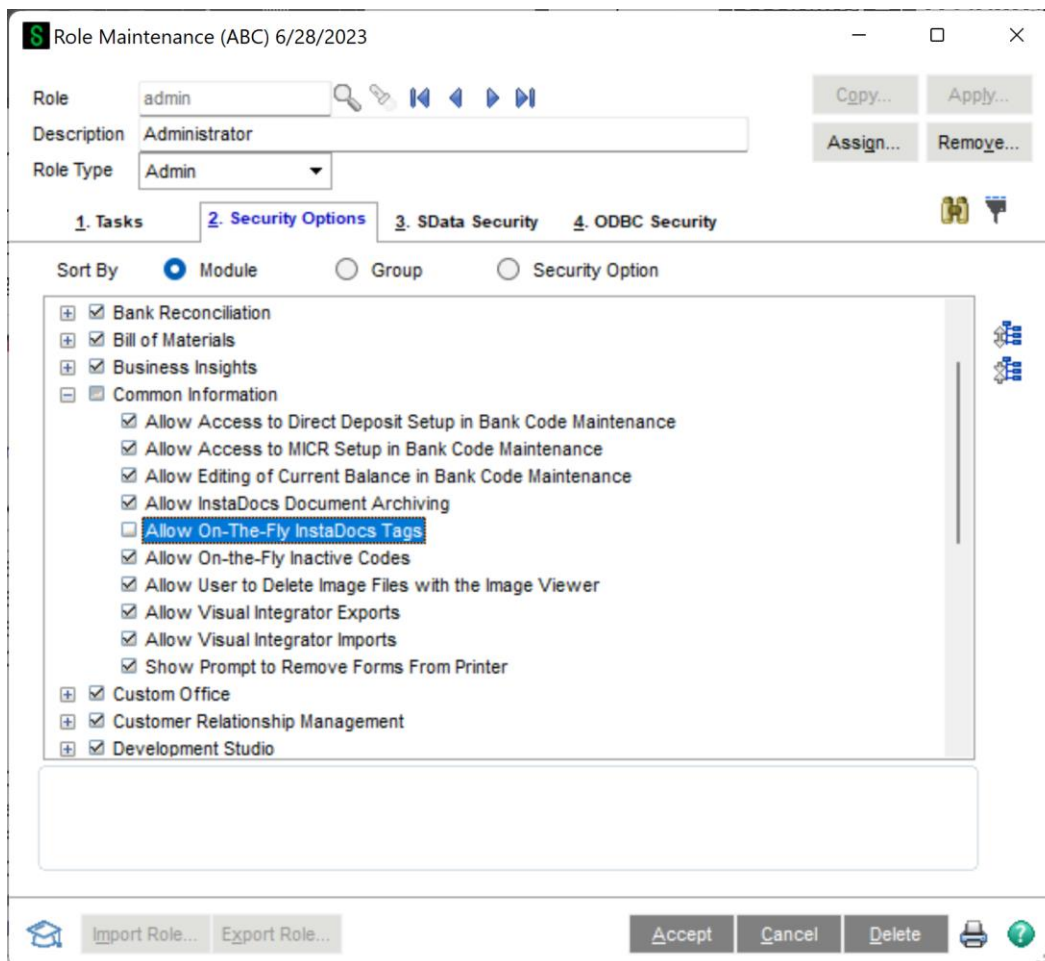 S Role Maintenance (ABC) 6/28/2023
Role admin Copy... Apply...
Description Administrator Assign... Remove...
Role Type Admin
1. Tasks 2. Security Options 3. SData Security 4. ODBC Security
Sort By Module Group Security Option
Bank Reconciliation
Bill of Materials
Business Insights
Common Information
Allow Access to Direct Deposit Setup in Bank Code Maintenance
Allow Access to MICR Setup in Bank Code Maintenance
Allow Editing of Current Balance in Bank Code Maintenance
Allow InstaDocs Document Archiving
Allow On-The-Fly InstaDocs Tags
Allow On-the-Fly Inactive Codes
Allow User to Delete Image Files with the Image Viewer
Allow Visual Integrator Exports
Allow Visual Integrator Imports
Show Prompt to Remove Forms From Printer
Custom Office
Customer Relationship Management
Development Studio
Import Role... Export Role... Accept Cancel Delete ?